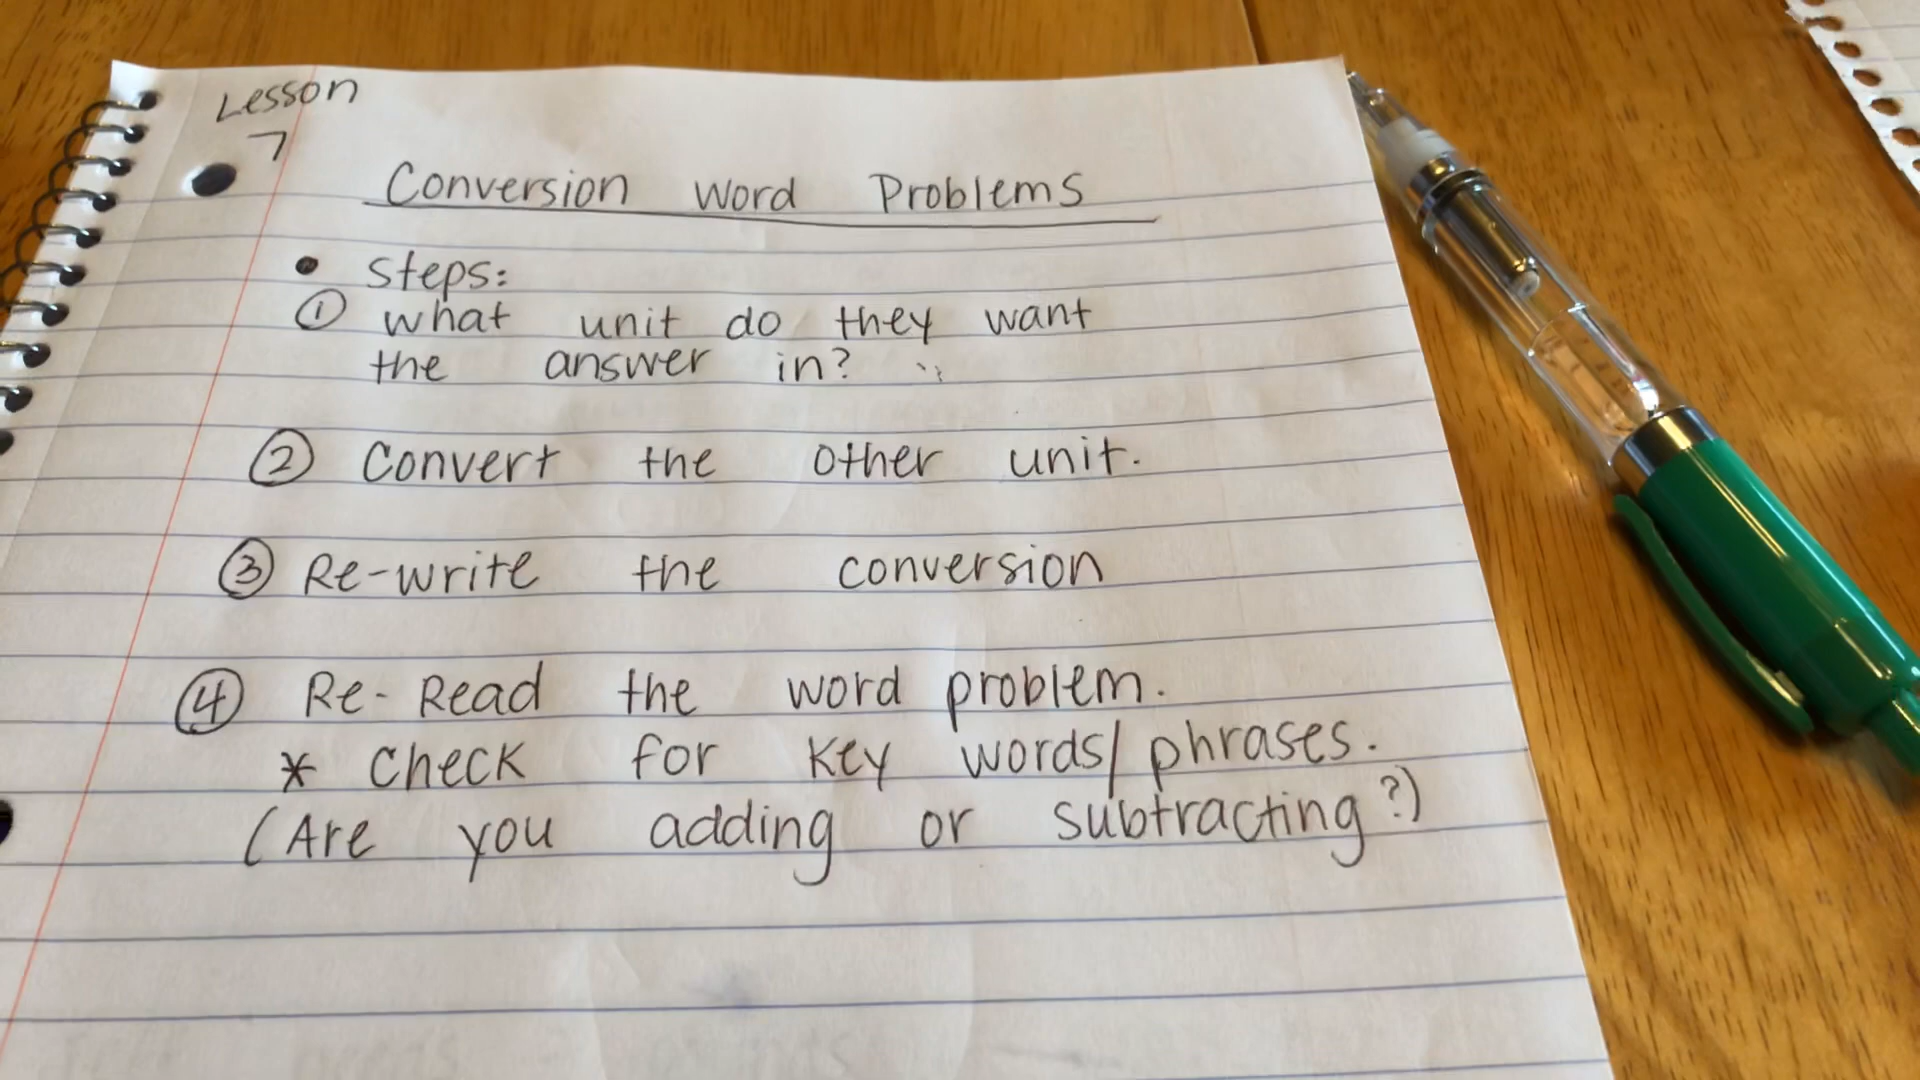 Lesson
7
Conversion Word Problems
• Steps:
① What unit do they want
the answer in?
② Convert the other unit.
③ Re-write the conversion
④ Re-Read the word problem.
* Check for key words/phrases.
(Are you adding or subtracting?)